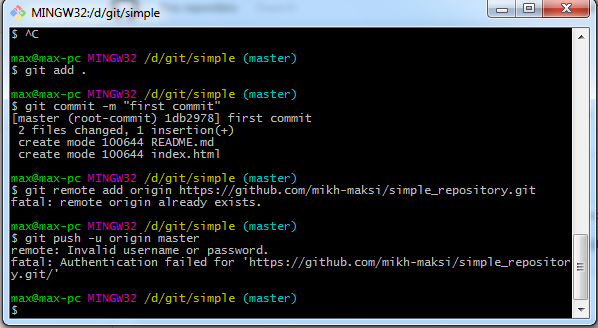 MINGW32:/d/git/simple
$ ^C
max@max-pc MINGW32 /d/git/simple (master)
$ git add .
max@max-pc MINGW32 /d/git/simple (master)
$ git commit -m "first commit"
[master (root-commit) 1db2978] first commit
 2 files changed, 1 insertion(+)
 create mode 100644 README.md
 create mode 100644 index.html
max@max-pc MINGW32 /d/git/simple (master)
$ git remote add origin https://github.com/mikh-maksi/simple_repository.git
fatal: remote origin already exists.
max@max-pc MINGW32 /d/git/simple (master)
$ git push -u origin master
remote: Invalid username or password.
fatal: Authentication failed for 'https://github.com/mikh-maksi/simple_repositor
y.git/'
max@max-pc MINGW32 /d/git/simple (master)
$